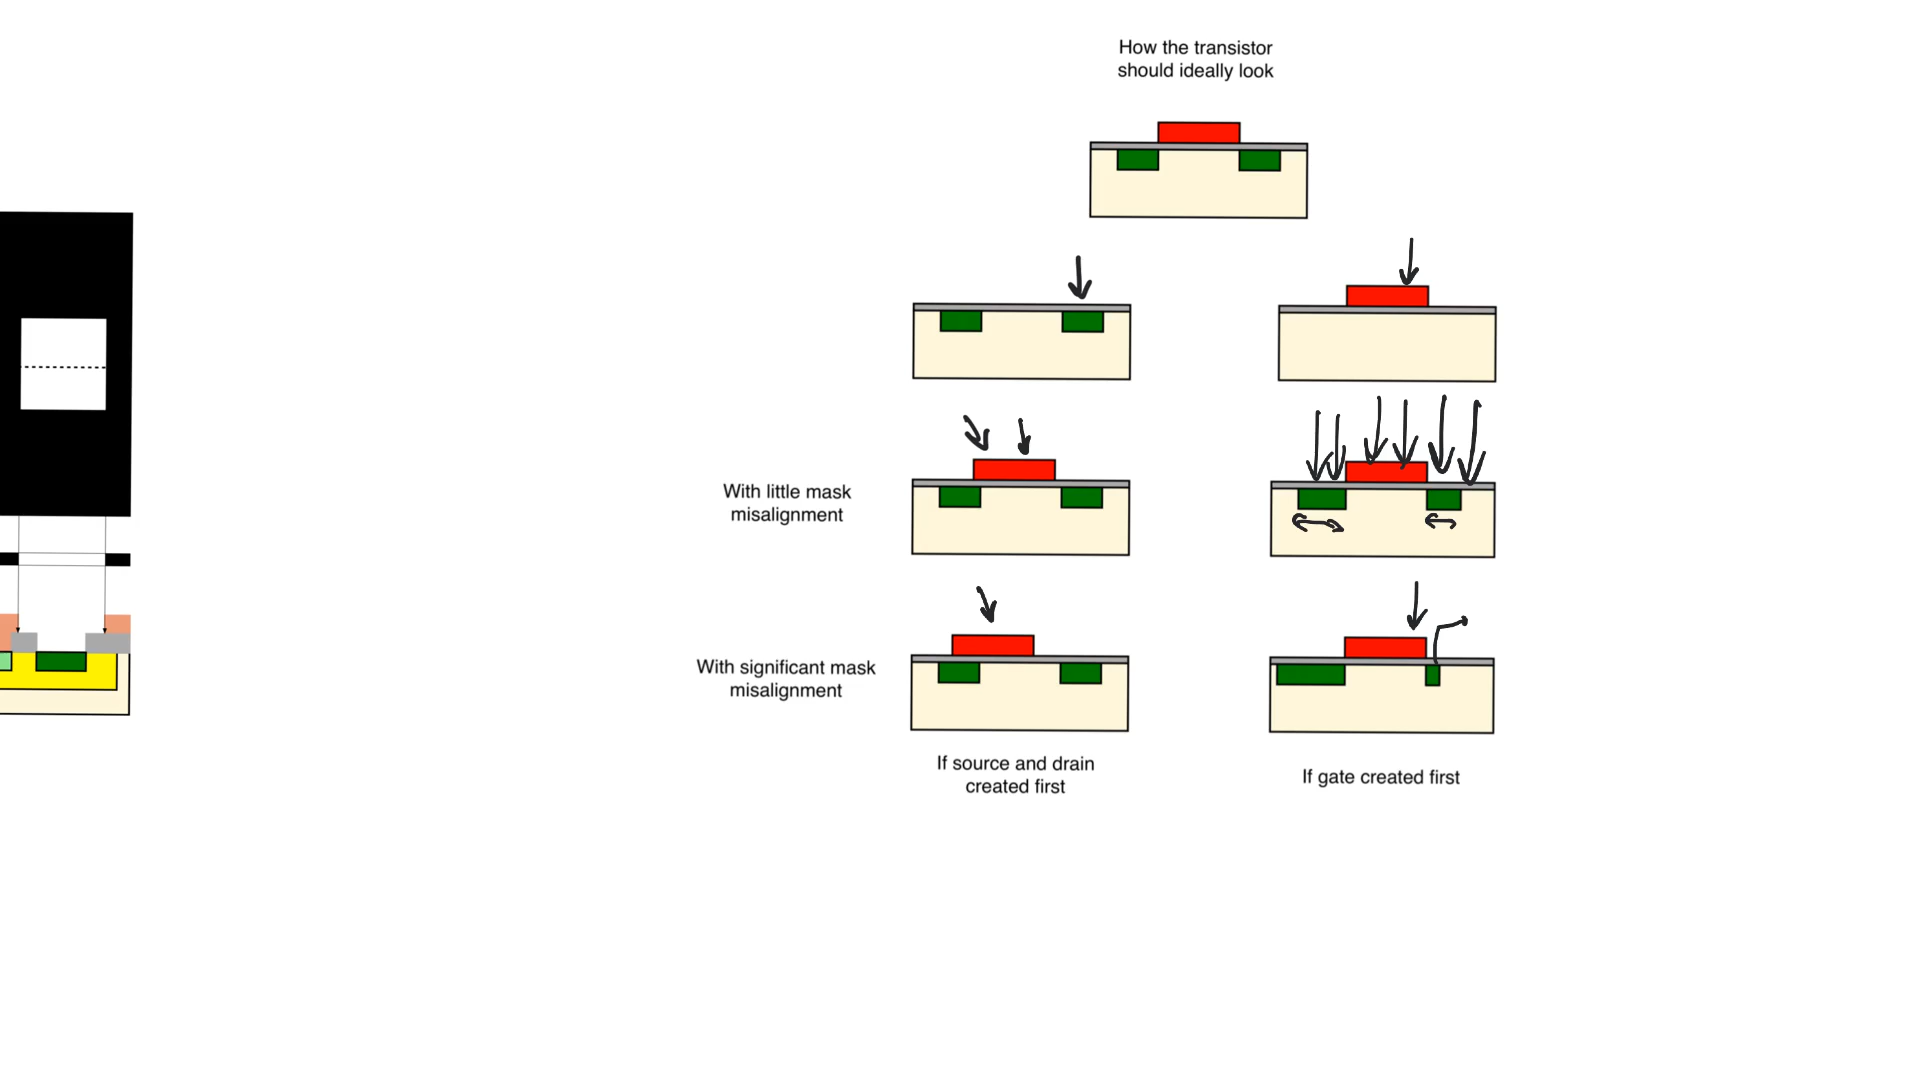 How the transistor
should ideally look
With little mask
misalignment
With significant mask
misalignment
If source and drain
created first
If gate created first